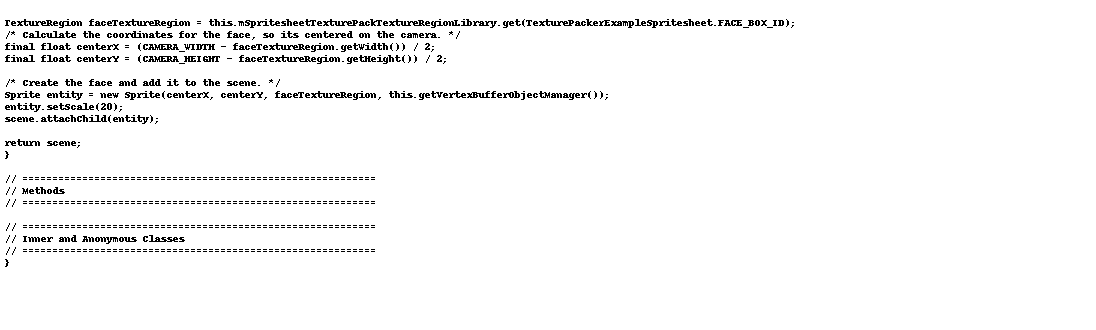 TextureRegion faceTextureRegion = this.mSpritesheetTexturePackTextureRegionLibrary.get(TexturePackerExampleSpritesheet.FACE_BOX_ID);
/* Calculate the coordinates for the face, so its centered on the camera. */
final float centerX = (CAMERA_WIDTH - faceTextureRegion.getWidth()) / 2;
final float centerY = (CAMERA_HEIGHT - faceTextureRegion.getHeight()) / 2;
/* Create the face and add it to the scene. */
Sprite entity = new Sprite(centerX, centerY, faceTextureRegion, this.getVertexBufferObjectManager());
entity.setScale(20);
scene.attachChild(entity);
return scene;
}
// ===========================================================
// Methods
// ===========================================================
// ===========================================================
// Inner and Anonymous Classes
// ===========================================================
}